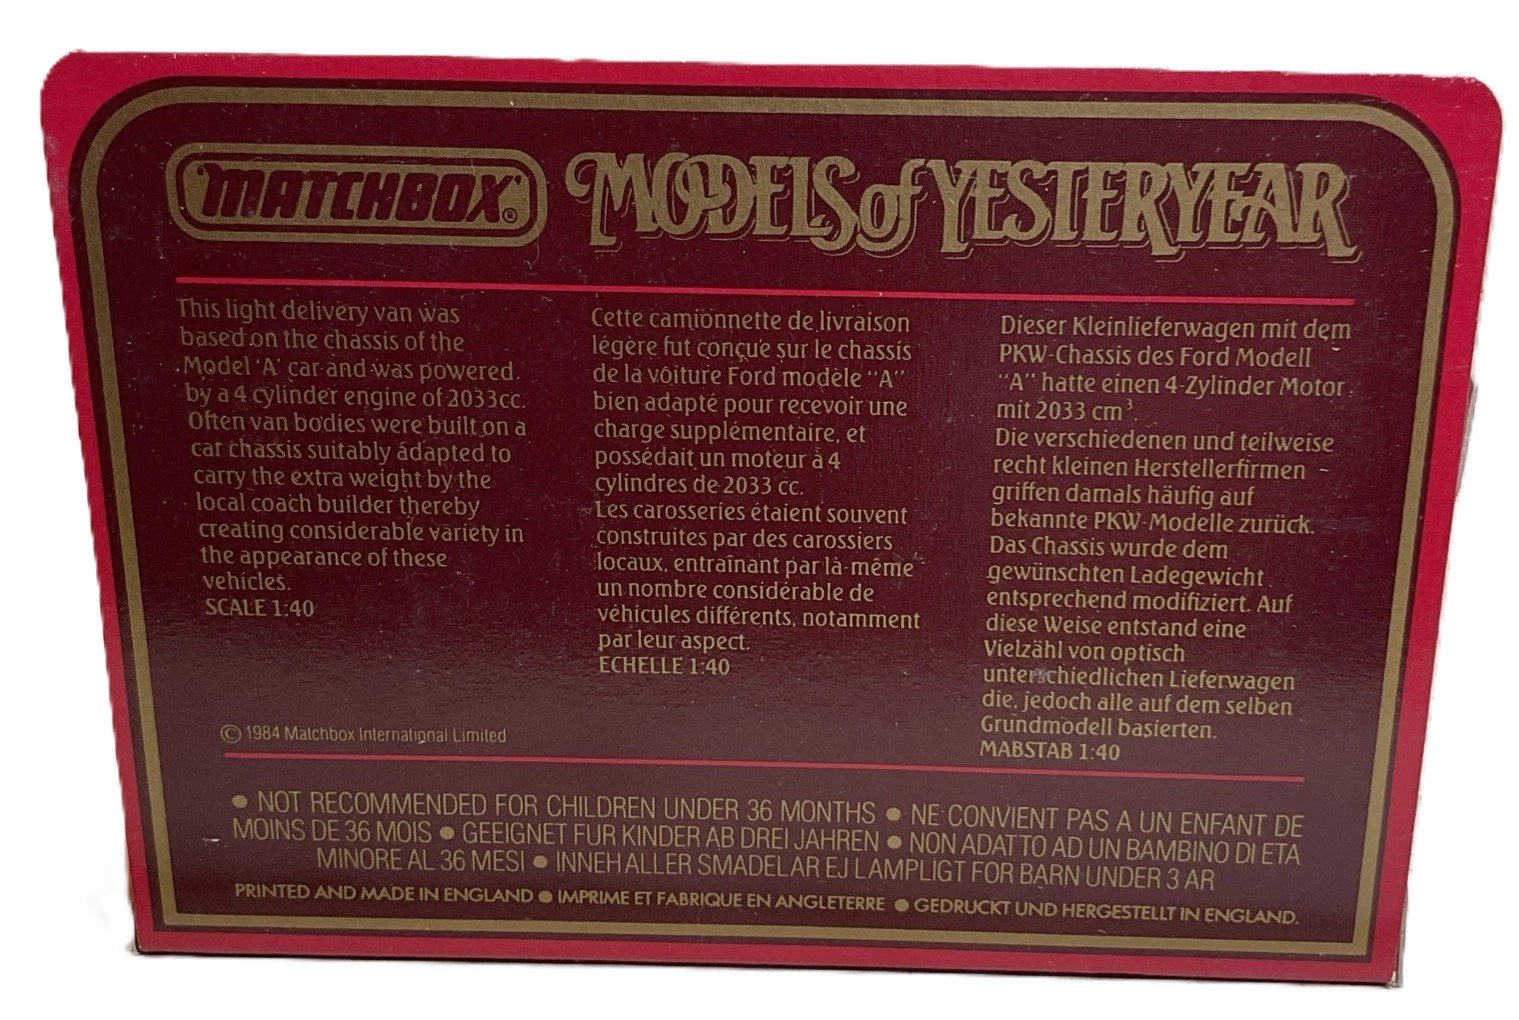 MATCHBOX®
MODELS of YESTERYEAR
This light delivery van was
based on the chassis of the
Model 'A' car and was powered
by a 4 cylinder engine of 2033cc.
Often van bodies were built on a
car chassis suitably adapted to
carry the extra weight by the
local coach builder thereby
creating considerable variety in
the appearance of these
vehicles.
SCALE 1:40
© 1984 Matchbox International Limited
Cette camionnette de livraison
légère fut conçue sur le chassis
de la voiture Ford modèle "A"
bien adapté pour recevoir une
charge supplémentaire, et
possédait un moteur à 4
cylindres de 2033 cc.
Les carosseries étaient souvent
construites par des carossiers
locaux, entraînant par là-même
un nombre considérable de
véhicules différents, notamment
par leur aspect.
ECHELLE 1:40
Dieser Kleinlieferwagen mit dem
PKW-Chassis des Ford Modell
"A" hatte einen 4-Zylinder Motor
mit 2033 cm³.
Die verschiedenen und teilweise
recht kleinen Herstellerfirmen
griffen damals häufig auf
bekannte PKW-Modelle zurück.
Das Chassis wurde dem
gewünschten Ladegewicht
entsprechend modifiziert. Auf
diese Weise entstand eine
Vielzahl von optisch
unterschiedlichen Lieferwagen
die, jedoch alle auf dem selben
Grundmodell basierten.
MABSTAB 1:40
● NOT RECOMMENDED FOR CHILDREN UNDER 36 MONTHS ● NE CONVIENT PAS A UN ENFANT DE
MOINS DE 36 MOIS ● GEEIGNET FUR KINDER AB DREI JAHREN ● NON ADATTO AD UN BAMBINO DI ETA
MINORE AL 36 MESI ● INNEHALLER SMADELAR EJ LAMPLIGT FOR BARN UNDER 3 AR
PRINTED AND MADE IN ENGLAND ● IMPRIME ET FABRIQUE EN ANGLETERRE ● GEDRUCKT UND HERGESTELLT IN ENGLAND.